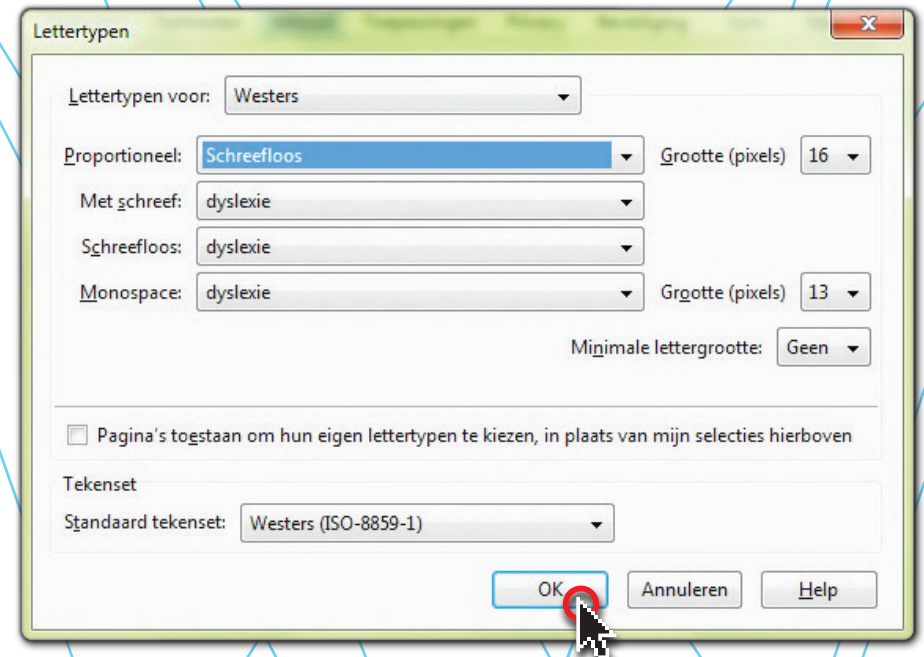 Lettertypen
Lettertypen voor: Westers
Proportioneel: Schreefloos Grootte (pixels) 16
Met schreef: dyslexie
Schreefloos: dyslexie
Monospace: dyslexie Grootte (pixels) 13
Minimale lettergrootte: Geen
Pagina's toestaan om hun eigen lettertypen te kiezen, in plaats van mijn selecties hierboven
Tekenset
Standaard tekenset: Westers (ISO-8859-1)
OK Annuleren Help